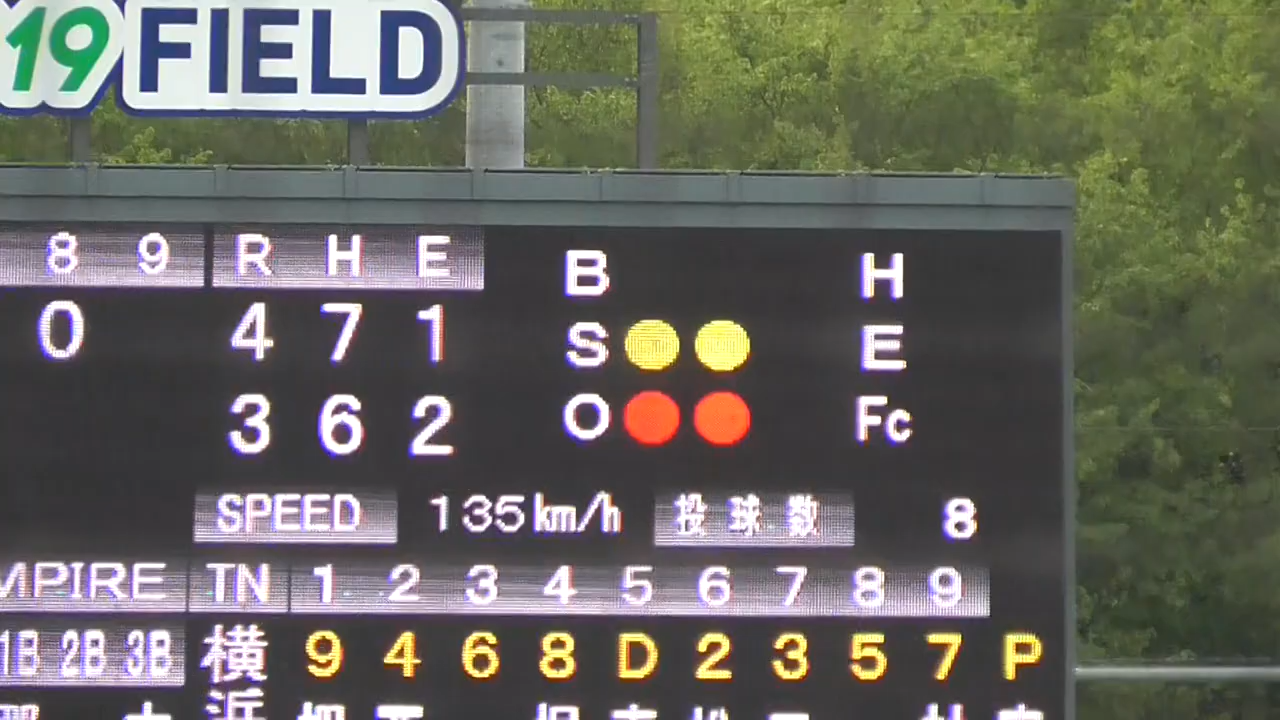 19 FIELD
8 9 R H E B H
0 4 7 1 S E
3 6 2 O Fc
SPEED 135km/h 投球数 8
MPIRE TN 1 2 3 4 5 6 7 8 9
1B 2B 3B 横浜 9 4 6 8 D 2 3 5 7 P